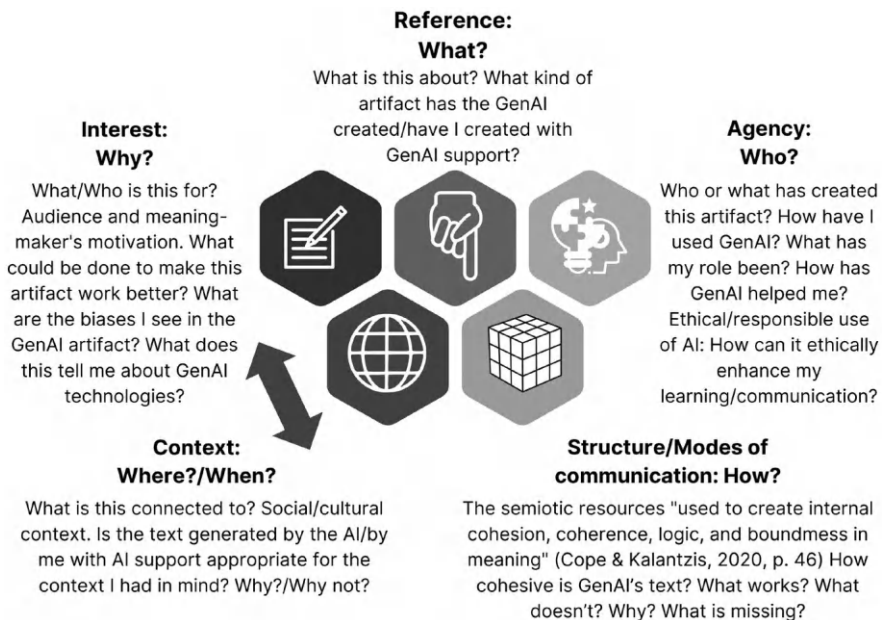 Reference:
What?
What is this about? What kind of
artifact has the GenAI
created/have I created with
GenAI support?
Interest:
Why?
What/Who is this for?
Audience and meaning-
maker's motivation. What
could be done to make this
artifact work better? What
are the biases I see in the
GenAI artifact? What does
this tell me about GenAI
technologies?
Agency:
Who?
Who or what has created
this artifact? How have I
used GenAI? What has
my role been? How has
GenAI helped me?
Ethical/responsible use
of AI: How can it ethically
enhance my
learning/communication?
Context:
Where?/When?
What is this connected to? Social/cultural
context. Is the text generated by the AI/by
me with AI support appropriate for the
context I had in mind? Why?/Why not?
Structure/Modes of
communication: How?
The semiotic resources "used to create internal
cohesion, coherence, logic, and boundmess in
meaning" (Cope & Kalantzis, 2020, p. 46) How
cohesive is GenAI's text? What works? What
doesn't? Why? What is missing?